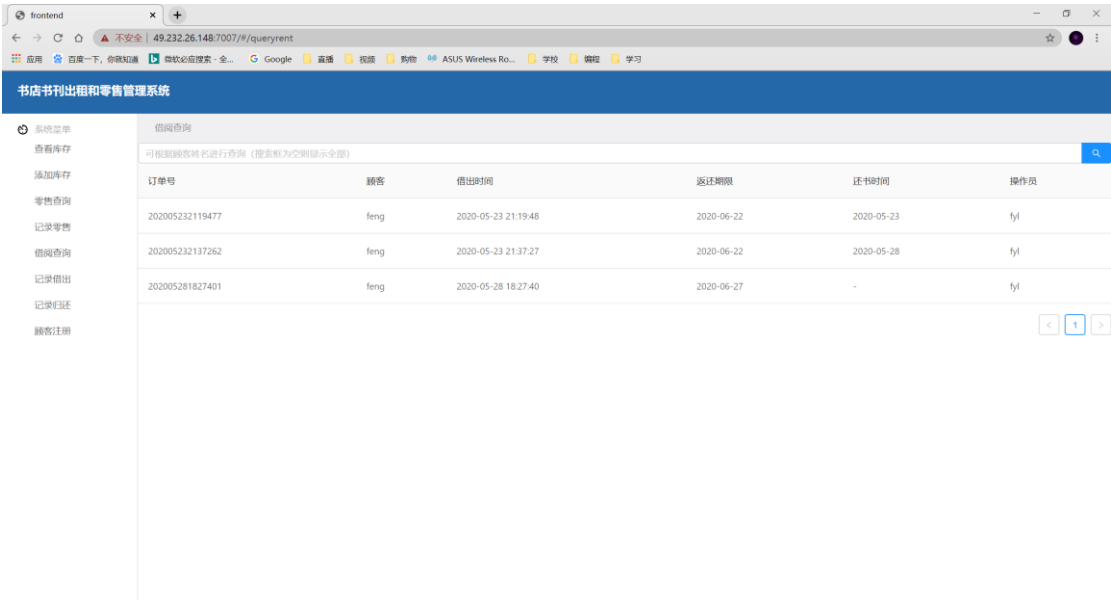 frontend
不安全 | 49.232.26.148:7007/#/queryrent
应用 百度一下，你就知道 微软必应搜索 - 全... Google 直播 视频 购物 ASUS Wireless Ro... 学校 编程 学习
书店书刊出租和零售管理系统
系统菜单
查看库存
添加库存
零售查询
记录零售
借阅查询
记录借出
记录归还
顾客注册
借阅查询
可根据顾客姓名进行查询（搜索框为空则显示全部）
订单号 顾客 借出时间 返还期限 还书时间 操作员
202005232119477 feng 2020-05-23 21:19:48 2020-06-22 2020-05-23 fyl
202005232137262 feng 2020-05-23 21:37:27 2020-06-22 2020-05-28 fyl
202005281827401 feng 2020-05-28 18:27:40 2020-06-27 - fyl
< 1 >